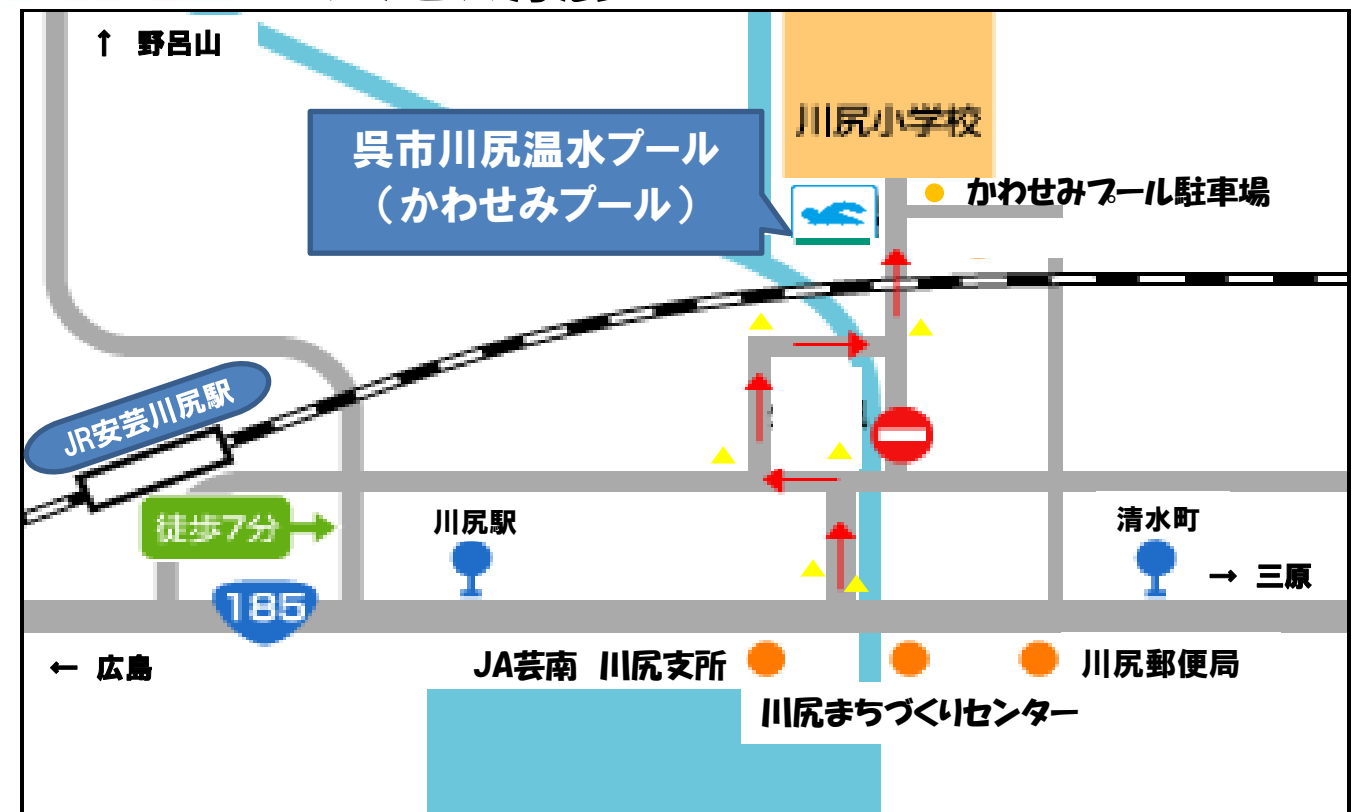 ↑ 野呂山
川尻小学校
呉市川尻温水プール
(かわせみプール)
かわせみプール駐車場
JR安芸川尻駅
徒歩7分
川尻駅
清水町
→ 三原
185
← 広島
JA芸南 川尻支所
川尻郵便局
川尻まちづくりセンター